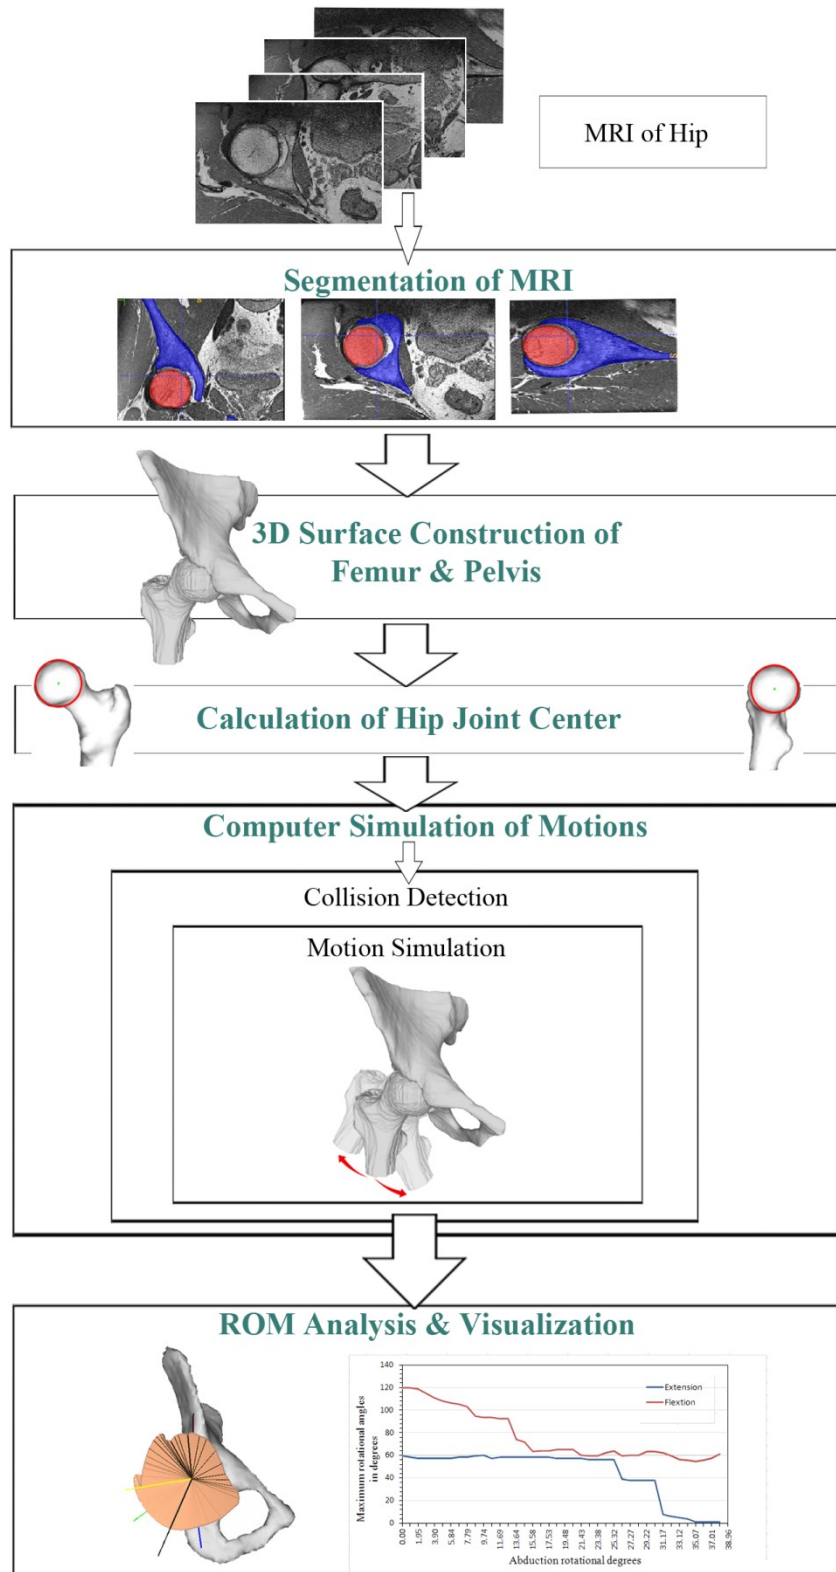 MRI of Hip
Segmentation of MRI
3D Surface Construction of
Femur & Pelvis
Calculation of Hip Joint Center
Computer Simulation of Motions
Collision Detection
Motion Simulation
ROM Analysis & Visualization
140
120
100
80
60
40
20
0
Maximum rotational angles
in degrees
Extension
Flextion
0.00
1.95
3.90
5.84
7.79
9.74
11.69
13.64
15.58
17.53
19.48
21.43
23.38
25.32
27.27
29.22
31.17
33.12
35.07
37.01
38.96
Abduction rotational degrees